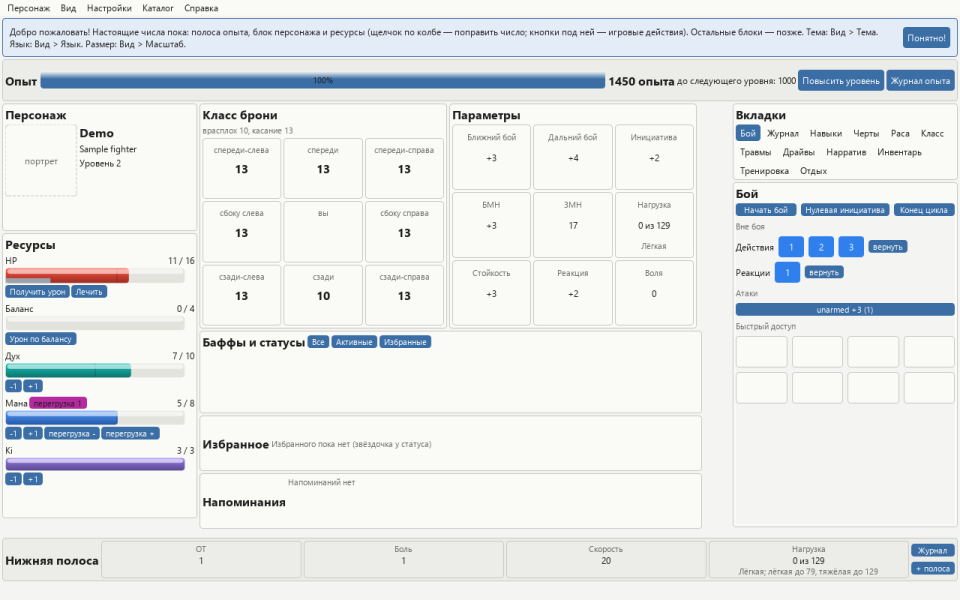 Персонаж Вид Настройки Каталог Справка
Добро пожаловать! Настоящие числа пока: полоса опыта, блок персонажа и ресурсы (щелчок по колбе — поправить число; кнопки под ней — игровые действия). Остальные блоки — позже. Тема: Вид > Тема.
Язык: Вид > Язык. Размер: Вид > Масштаб.
Понятно!
Опыт 100% 1450 опыта до следующего уровня: 1000 Повысить уровень Журнал опыта
Персонаж
портрет
Demo
Sample fighter
Уровень 2
Ресурсы
HP 11 / 16
Получить урон Лечить
Баланс 0 / 4
Урон по балансу
Дух 7 / 10
-1 +1
Мана перегрузка 1 5 / 8
-1 +1 перегрузка - перегрузка +
Ki 3 / 3
-1 +1
Класс брони
врасплох 10, касание 13
спереди-слева спереди спереди-справа
13 13 13
сбоку слева вы сбоку справа
13 13
сзади-слева сзади сзади-справа
13 10 13
Параметры
Ближний бой Дальний бой Инициатива
+3 +4 +2
БМН ЗМН Нагрузка
+3 17 0 из 129
Лёгкая
Стойкость Реакция Воля
+3 +2 0
Баффы и статусы Все Активные Избранные
Избранное Избранного пока нет (звёздочка у статуса)
Напоминаний нет
Напоминания
Вкладки
Бой Журнал Навыки Черты Раса Класс
Травмы Драйвы Нарратив Инвентарь
Тренировка Отдых
Бой
Начать бой Нулевая инициатива Конец цикла
Вне боя
Действия 1 2 3 вернуть
Реакции 1 вернуть
Атаки
unarmed +3 (1)
Быстрый доступ
Нижняя полоса
ОТ Боль Скорость Нагрузка
1 1 20 0 из 129
Лёгкая; лёгкая до 79, тяжёлая до 129
Журнал
+ полоса